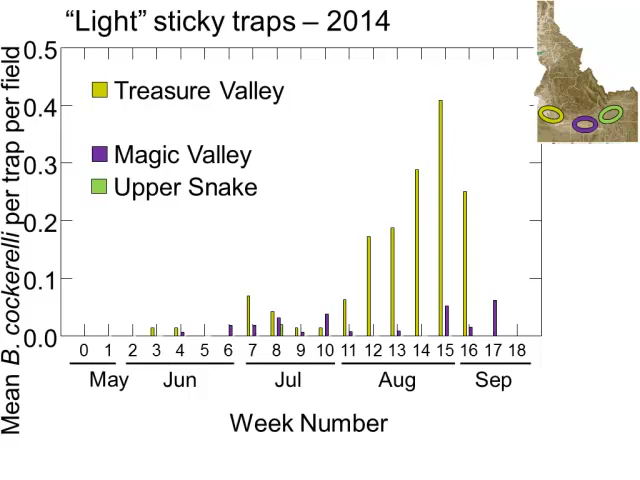 “Light” sticky traps – 2014
Mean B. cockerelli per trap per field
0.5
0.4
0.3
0.2
0.1
0.0
Treasure Valley
Magic Valley
Upper Snake
0 1 2 3 4 5 6 7 8 9 10 11 12 13 14 15 16 17 18
May Jun Jul Aug Sep
Week Number